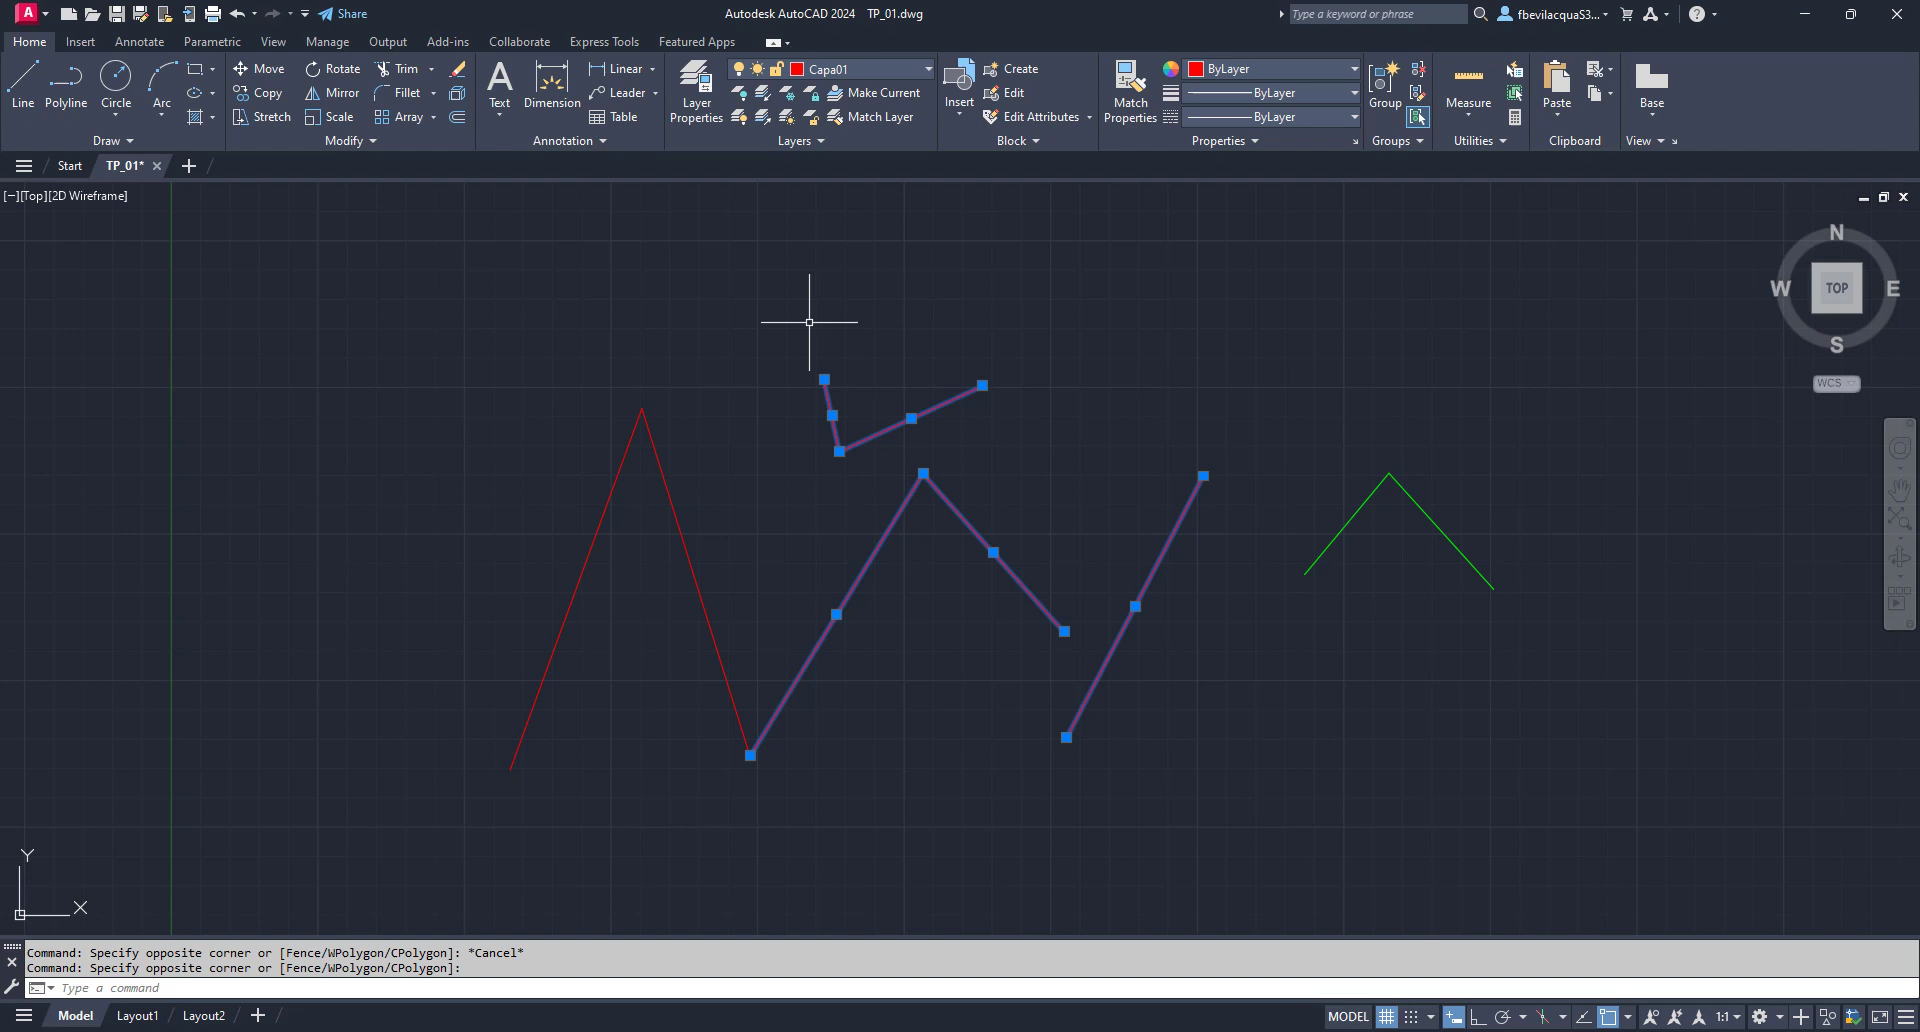 Share
Autodesk AutoCAD 2024 TP_01.dwg
Type a keyword or phrase
fbevilacquaS3...
Home Insert Annotate Parametric View Manage Output Add-ins Collaborate Express Tools Featured Apps
Line
Polyline
Circle
Arc
Draw
Move Rotate Trim
Copy Mirror Fillet
Stretch Scale Array
Modify
Text
Dimension
Linear
Leader
Table
Annotation
Layer
Properties
Capa01
Make Current
Match Layer
Layers
Insert
Create
Edit
Edit Attributes
Block
Match
Properties
ByLayer
ByLayer
ByLayer
Properties
Group
Groups
Measure
Utilities
Paste
Clipboard
Base
View
Start TP_01*
[−][Top][2D Wireframe]
N
W TOP E
S
WCS
Y
X
Command: Specify opposite corner or [Fence/WPolygon/CPolygon]: *Cancel*
Command: Specify opposite corner or [Fence/WPolygon/CPolygon]:
Type a command
Model Layout1 Layout2
MODEL 1:1